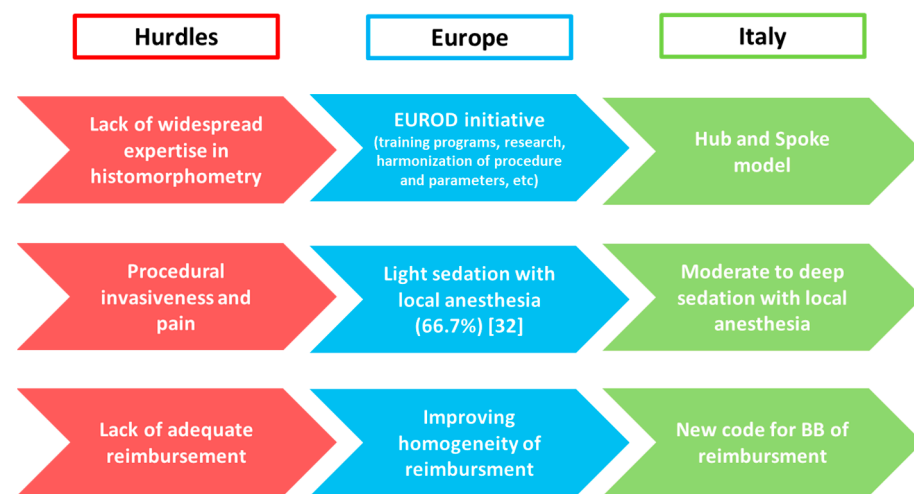 Hurdles
Europe
Italy
Lack of widespread
expertise in
histomorphometry
EUROD initiative
(training programs, research,
harmonization of procedure
and parameters, etc)
Hub and Spoke
model
Procedural
invasiveness and
pain
Light sedation with
local anesthesia
(66.7%) [32]
Moderate to deep
sedation with local
anesthesia
Lack of adequate
reimbursement
Improving
homogeneity of
reimbursment
New code for BB of
reimbursment